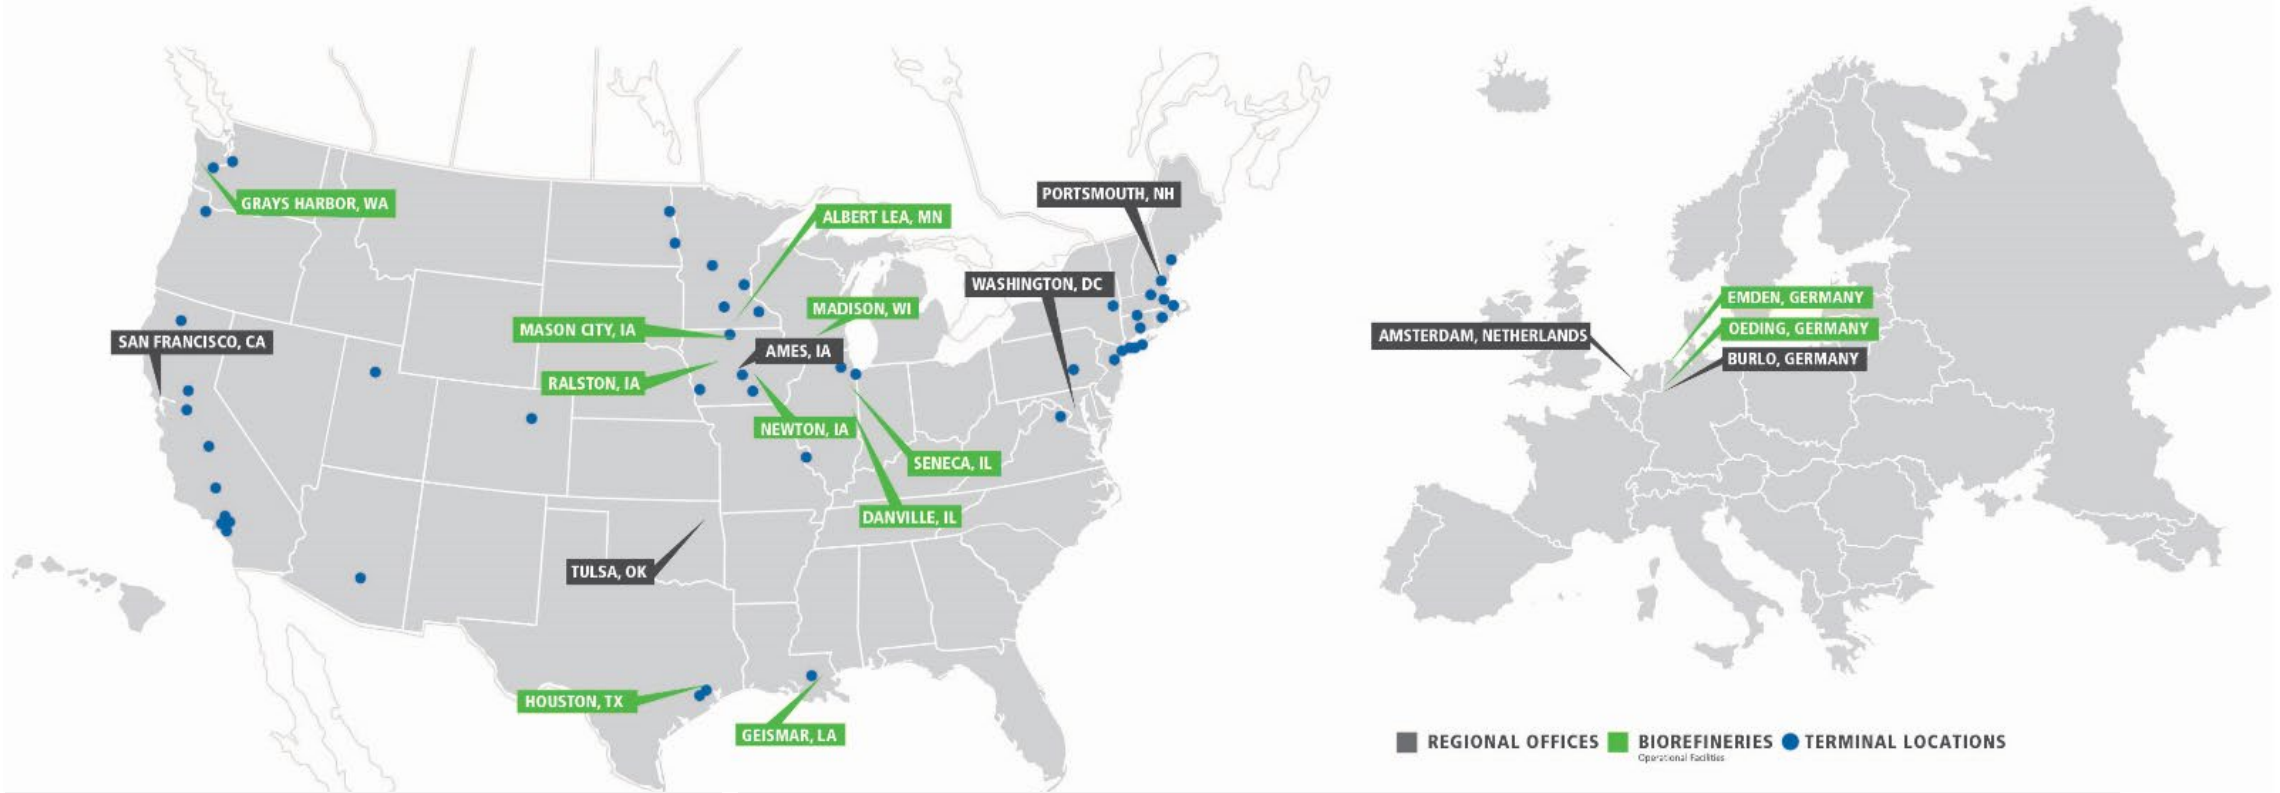 PORTSMOUTH, NH
GRAYS HARBOR, WA
ALBERT LEA, MN
WASHINGTON, DC
MADISON, WI
MASON CITY, IA
SAN FRANCISCO, CA
AMES, IA
RALSTON, IA
NEWTON, IA
SENECA, IL
DANVILLE, IL
TULSA, OK
HOUSTON, TX
GEISMAR, LA
EMDEN, GERMANY
OEDING, GERMANY
AMSTERDAM, NETHERLANDS
BURLO, GERMANY
REGIONAL OFFICES
BIOREFINERIES
Operational Facilities
TERMINAL LOCATIONS